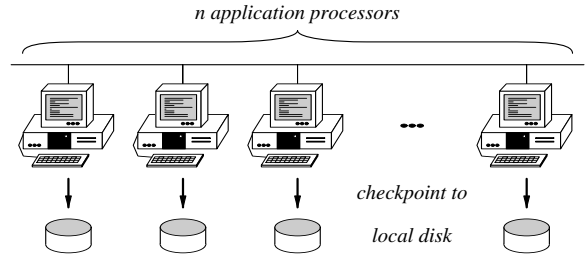 n application processors
checkpoint to
local disk